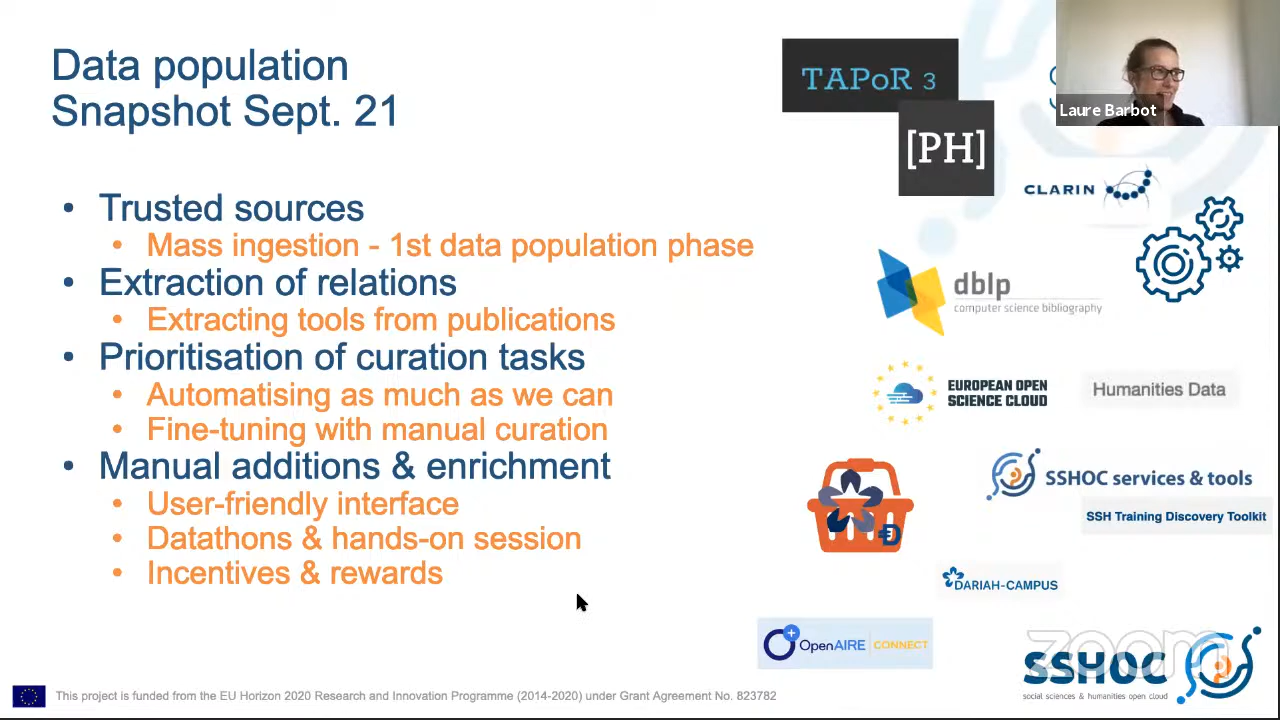 Data population
Snapshot Sept. 21
• Trusted sources
• Mass ingestion - 1st data population phase
• Extraction of relations
• Extracting tools from publications
• Prioritisation of curation tasks
• Automatising as much as we can
• Fine-tuning with manual curation
• Manual additions & enrichment
• User-friendly interface
• Datathons & hands-on session
• Incentives & rewards
TAPoR 3
[PH]
Laure Barbot
CLARIN
dblp
computer science bibliography
EUROPEAN OPEN
SCIENCE CLOUD
Humanities Data
SSHOC services & tools
SSH Training Discovery Toolkit
D
DARIAH-CAMPUS
OpenAIRE CONNECT
zoom
SSHOC
social sciences & humanities open cloud
This project is funded from the EU Horizon 2020 Research and Innovation Programme (2014-2020) under Grant Agreement No. 823782